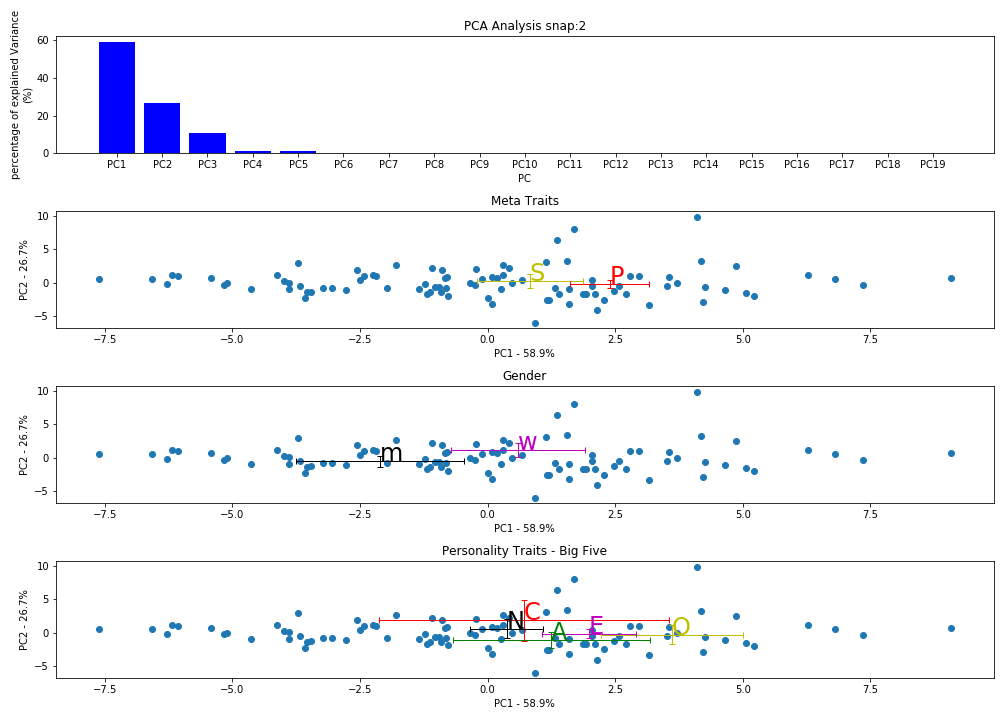 PCA Analysis snap:2
percentage of explained Variance
(%)
60
40
20
0
PC1 PC2 PC3 PC4 PC5 PC6 PC7 PC8 PC9 PC10 PC11 PC12 PC13 PC14 PC15 PC16 PC17 PC18 PC19
PC
Meta Traits
PC2 - 26.7%
10
5
0
−5
S P
−7.5 −5.0 −2.5 0.0 2.5 5.0 7.5
PC1 - 58.9%
Gender
PC2 - 26.7%
10
5
0
−5
m w
−7.5 −5.0 −2.5 0.0 2.5 5.0 7.5
PC1 - 58.9%
Personality Traits - Big Five
PC2 - 26.7%
10
5
0
−5
N C A E O
−7.5 −5.0 −2.5 0.0 2.5 5.0 7.5
PC1 - 58.9%